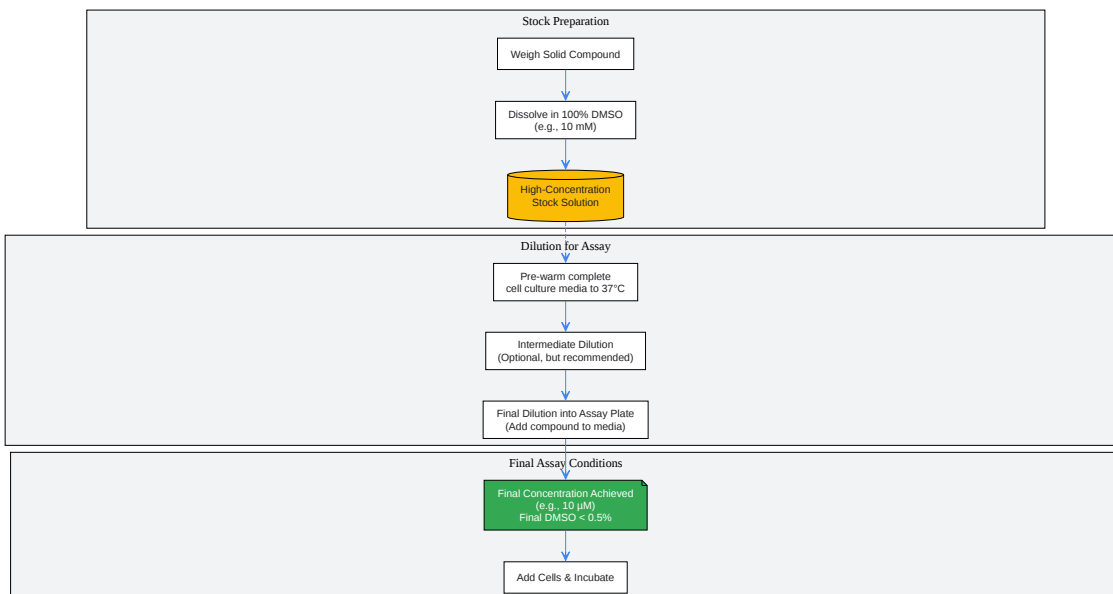 Stock Preparation
Weigh Solid Compound
Dissolve in 100% DMSO
(e.g., 10 mM)
High-Concentration
Stock Solution
Dilution for Assay
Pre-warm complete
cell culture media to 37°C
Intermediate Dilution
(Optional, but recommended)
Final Dilution into Assay Plate
(Add compound to media)
Final Assay Conditions
Final Concentration Achieved
(e.g., 10 µM)
Final DMSO < 0.5%
Add Cells & Incubate